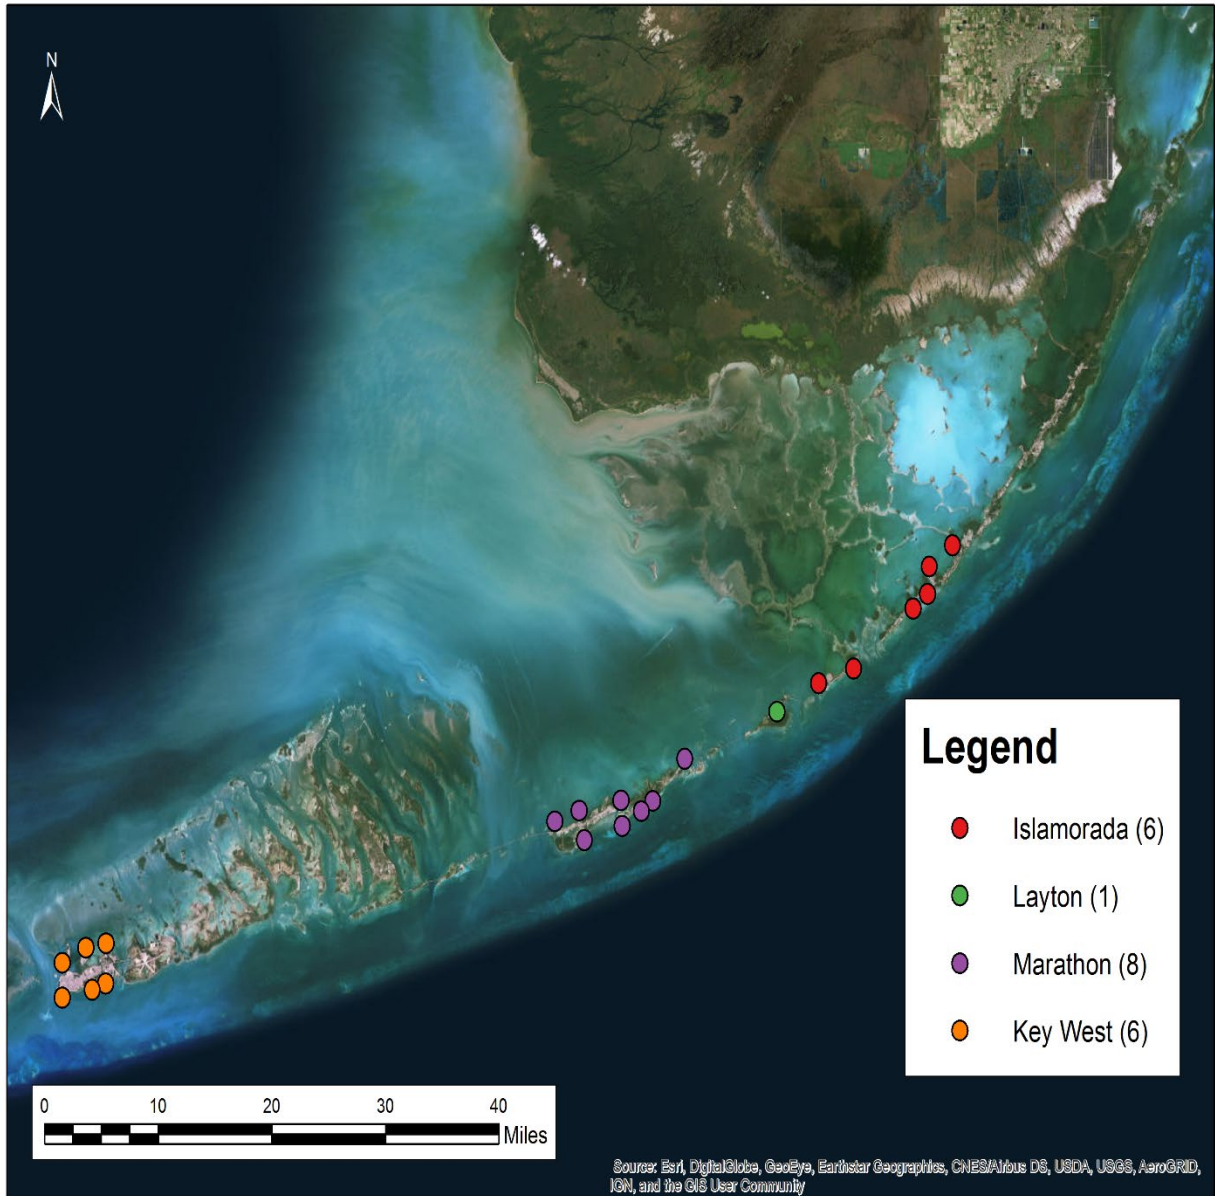 N
Legend
Islamorada (6)
Layton (1)
Marathon (8)
Key West (6)
0 10 20 30 40
Miles
Source: Esri, DigitalGlobe, GeoEye, Earthstar Geographics, CNES/Airbus DS, USDA, USGS, AeroGRID,
IGN, and the GIS User Community